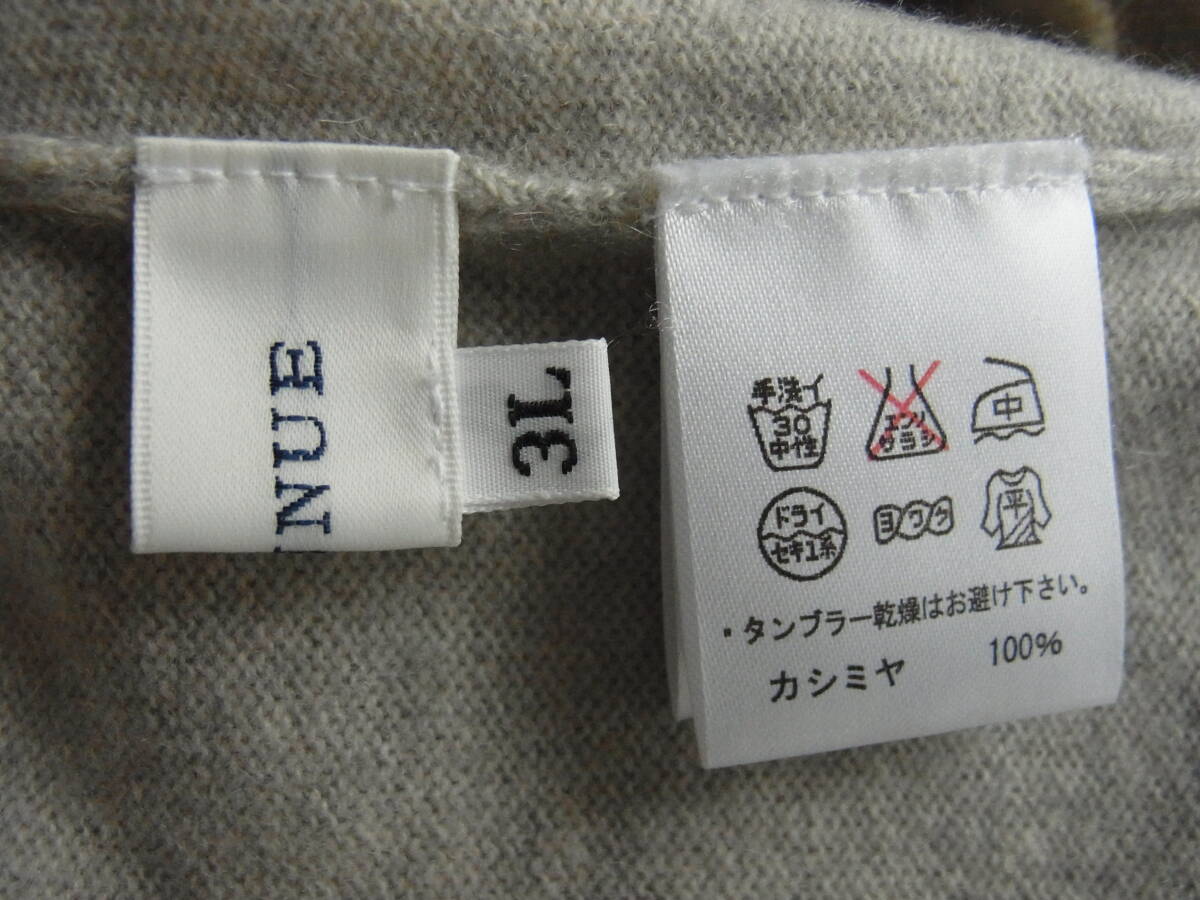 NUE
3L
手洗イ
30
中性
エンソ
サラシ
中
ドライ
セキユ系
ヨワク
平
・タンブラー乾燥はお避け下さい。
カシミヤ 100%